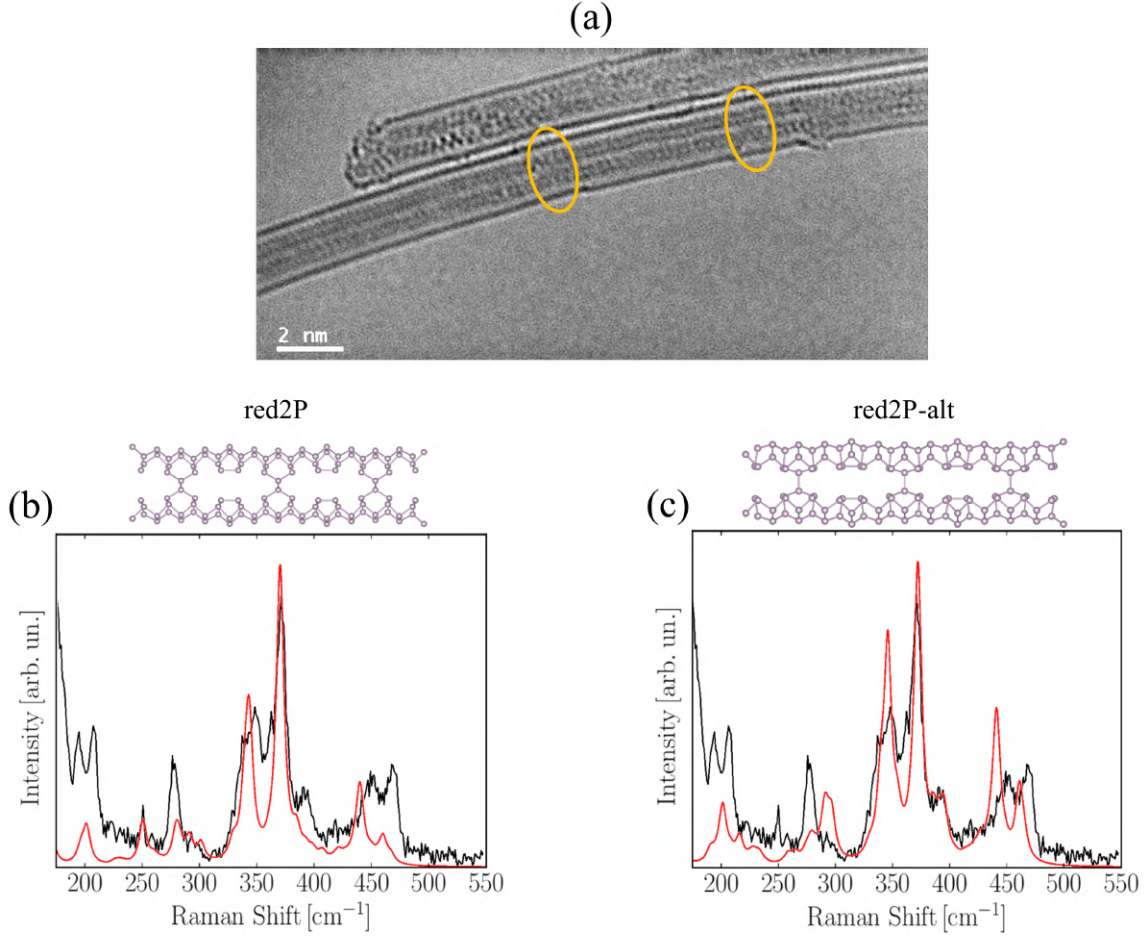 (a)
2 nm
red2P
red2P-alt
(b)
(c)
Intensity [arb. un.]
200 250 300 350 400 450 500 550
Raman Shift [cm⁻¹]
Intensity [arb. un.]
200 250 300 350 400 450 500 550
Raman Shift [cm⁻¹]